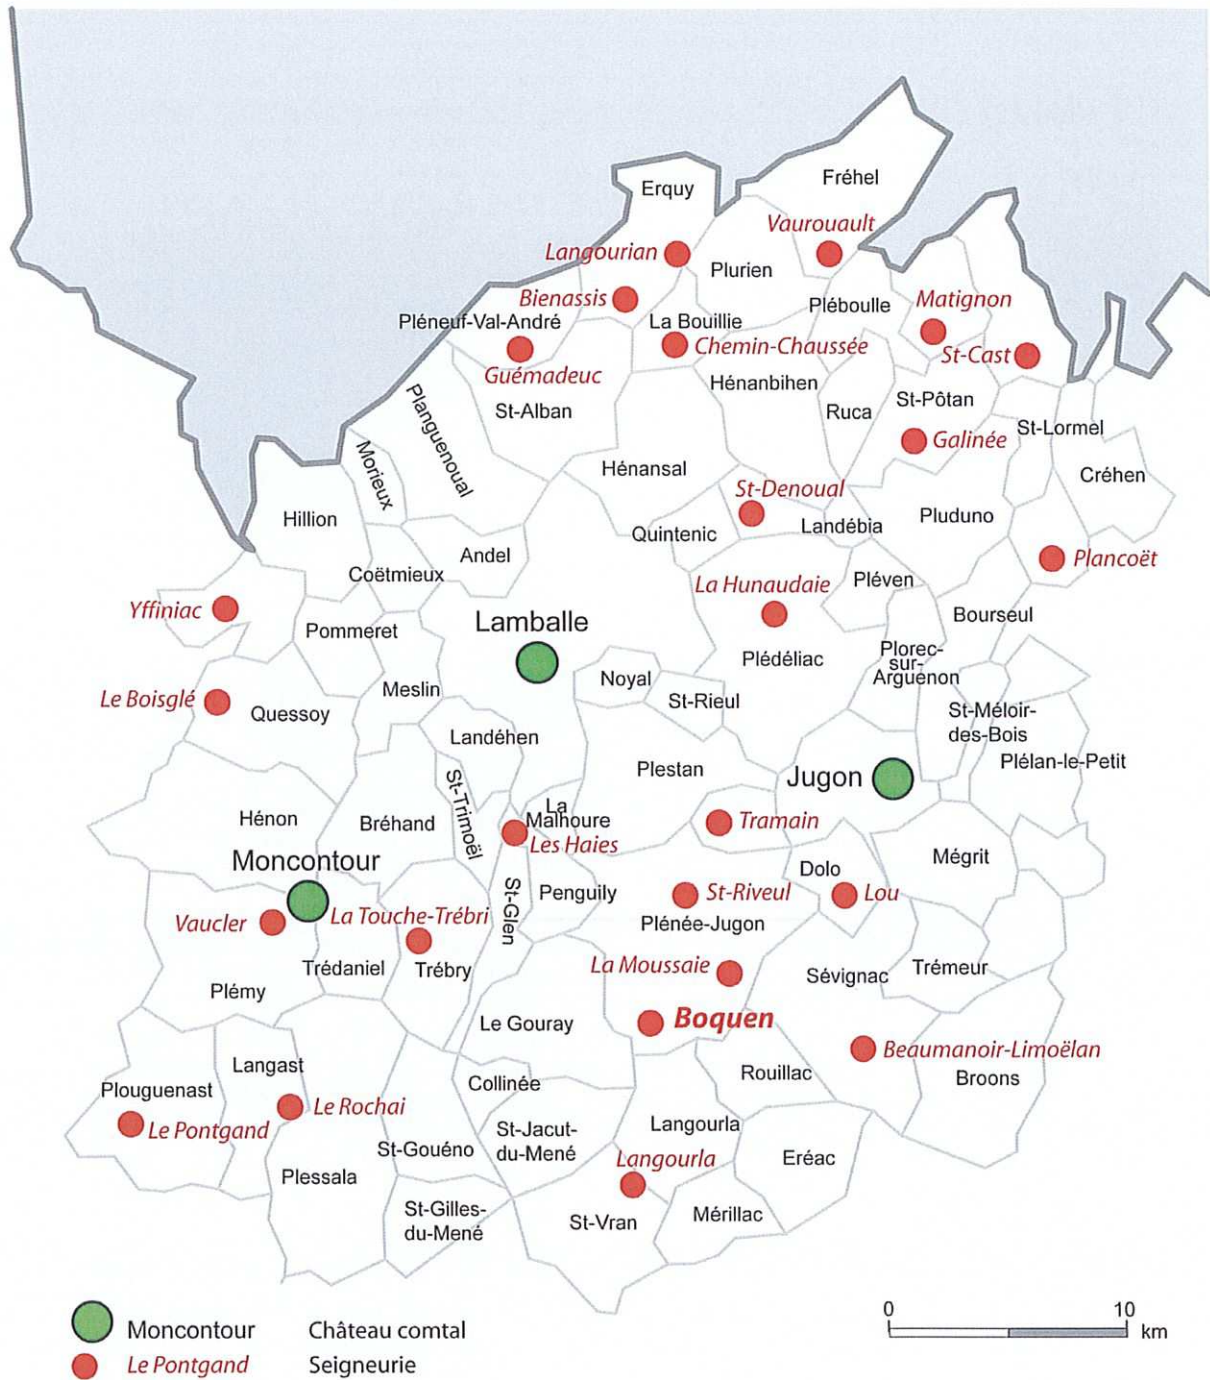 Fréhel
Erquy
Vaurouault
Langourian
Plurien
Bienassis
Pléboulle
Matignon
Pléneuf-Val-André
La Bouillie
Chemin-Chaussée
St-Cast
Guémadeuc
Hénanbihen
Planguenoual
St-Alban
Ruca
St-Pôtan
St-Lormel
Galinée
Morieux
Hénansal
Créhen
St-Denoual
Hillion
Quintenic
Landébia
Pluduno
Andel
Plancoët
Coëtmieux
La Hunaudaie
Pléven
Yffiniac
Lamballe
Bourseul
Pommeret
Plédéliac
Plorec-
sur-
Arguenon
Noyal
Meslin
St-Rieul
Le Boisglé
Quessoy
St-Méloir-
des-Bois
Landéhen
Plestan
Jugon
Plélan-le-Petit
St-Trimoël
La
Malhoure
Hénon
Bréhand
Tramain
Les Haies
Mégrit
Moncontour
Dolo
St-Glen
Penguily
St-Riveul
Lou
Vaucler
La Touche-Trébri
Plénée-Jugon
Trédaniel
Trébry
La Moussaie
Sévignac
Trémeur
Plémy
Le Gouray
Boquen
Beaumanoir-Limoëlan
Langast
Rouillac
Broons
Plouguenast
Collinée
Le Rochai
Le Pontgand
St-Jacut-
du-Mené
Langourla
St-Gouéno
Langourla
Eréac
Plessala
St-Gilles-
du-Mené
St-Vran
Mérillac
0 10
km
Moncontour Château comtal
Le Pontgand Seigneurie